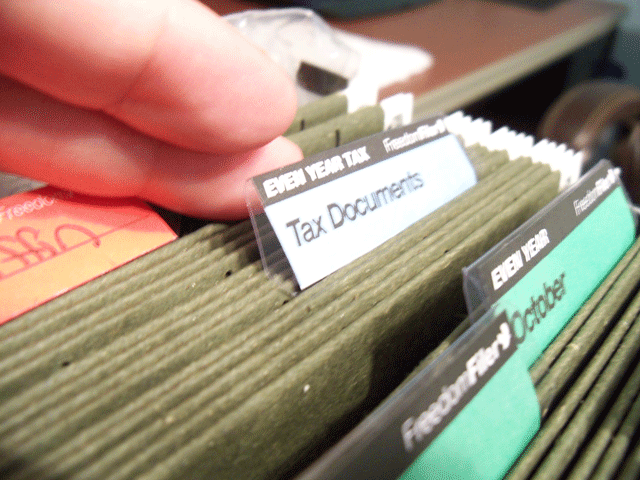 EVEN YEAR TAX FreedomFiler
Tax Documents
EVEN YEAR FreedomFiler
October
FreedomFiler